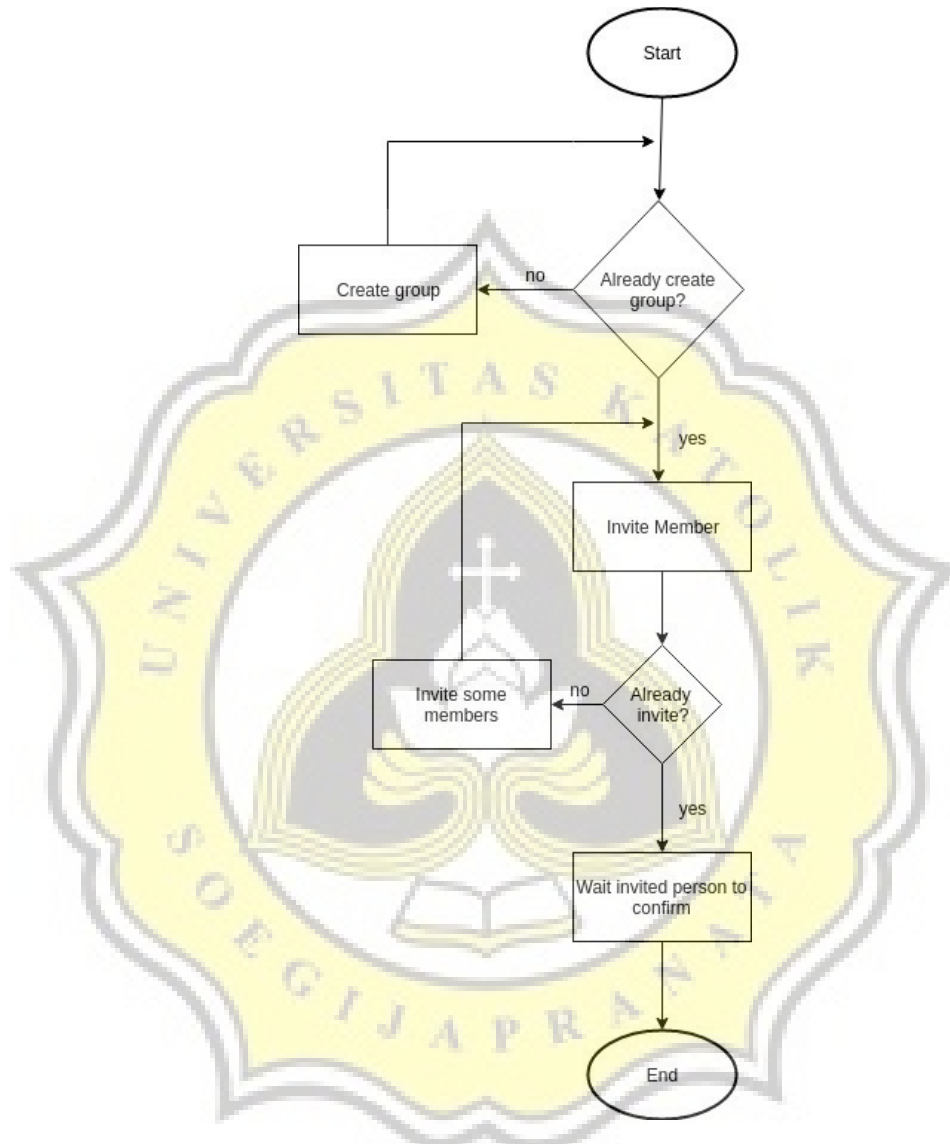 Start
Already create
group?
no
Create group
yes
Invite Member
Already
invite?
no
Invite some
members
yes
Wait invited person to
confirm
End
UNIVERSITAS KATOLIK
SOEGIJAPRANATA